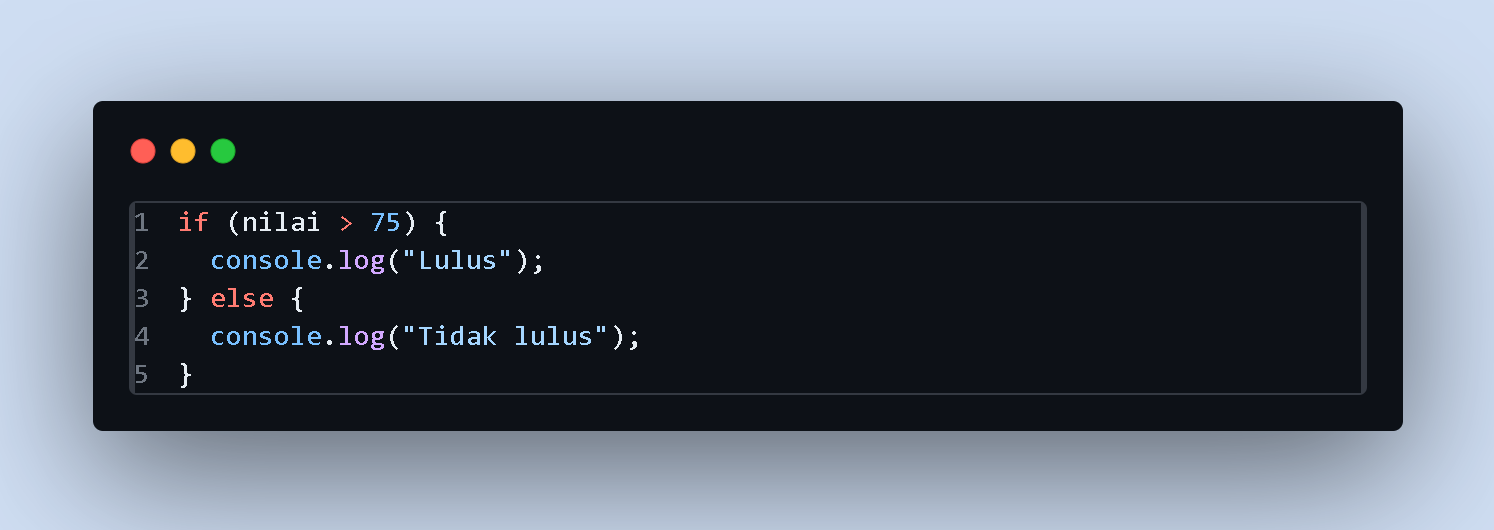 1 if (nilai > 75) {
2   console.log("Lulus");
3 } else {
4   console.log("Tidak lulus");
5 }